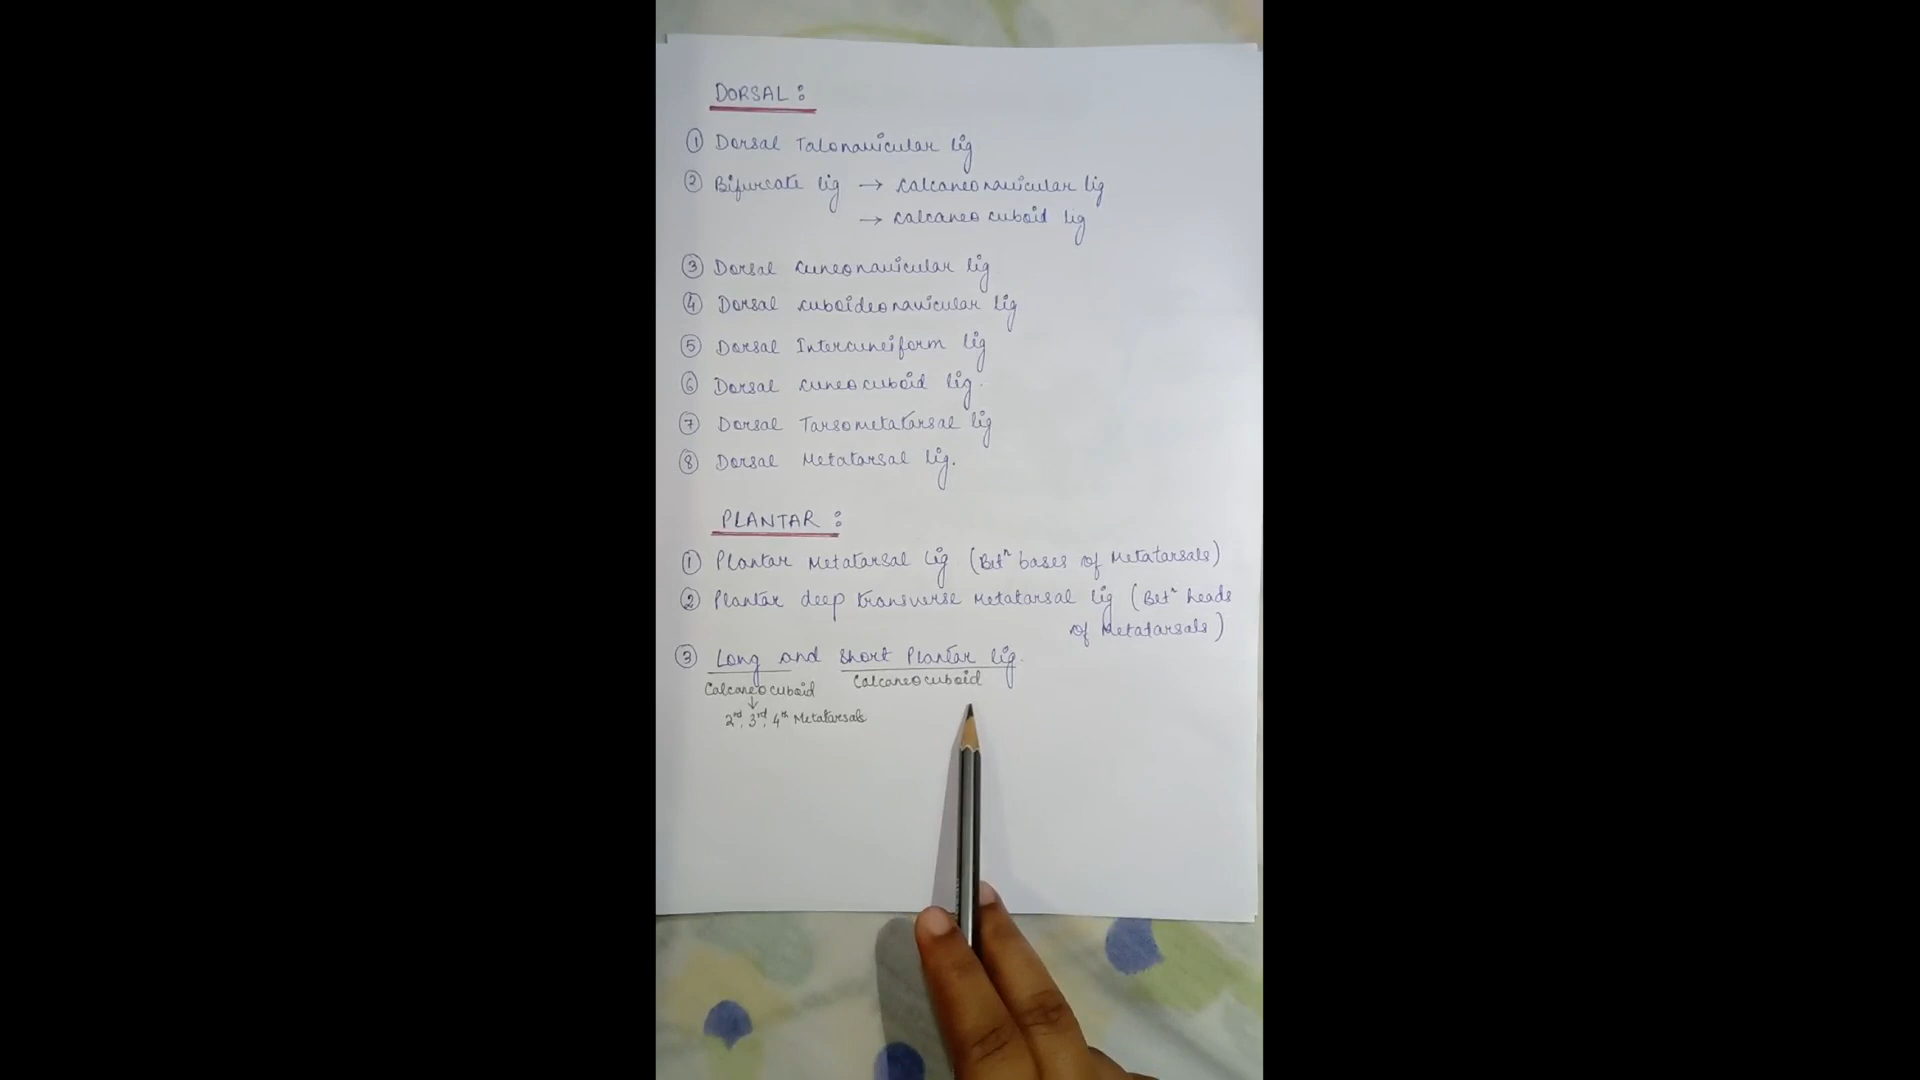 DORSAL :
① Dorsal Talonavicular lig
② Bifurcate lig → Calcaneonavicular lig
→ Calcaneocuboid lig
③ Dorsal cuneonavicular lig
④ Dorsal cuboideonavicular lig
⑤ Dorsal Intercuneiform lig
⑥ Dorsal cuneocuboid lig.
⑦ Dorsal Tarsometatarsal lig
⑧ Dorsal Metatarsal lig.
PLANTAR :
① Plantar Metatarsal lig (Betⁿ bases of Metatarsals)
② Plantar deep transverse Metatarsal lig (Betⁿ heads
of Metatarsals)
③ Long and Short Plantar lig.
Calcaneocuboid Calcaneocuboid
↓
2nd, 3rd, 4th Metatarsals